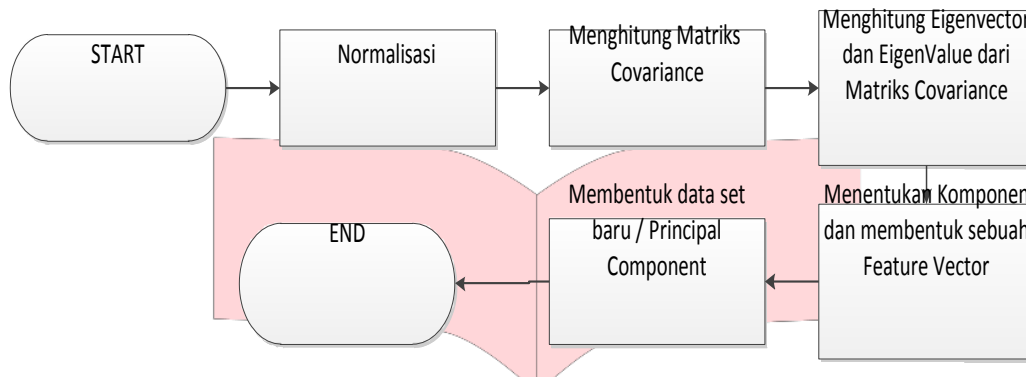 START
Normalisasi
Menghitung Matriks
Covariance
Menghitung Eigenvector
dan EigenValue dari
Matriks Covariance
Menentukan Komponen
dan membentuk sebuah
Feature Vector
Membentuk data set
baru / Principal
Component
END